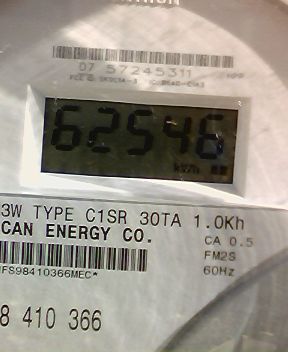 07 57245311
62546
kWh
3W TYPE C1SR 30TA 1.0Kh
CAN ENERGY CO.
CA 0.5
FM2S
60Hz
*FS98410366MEC*
8 410 366